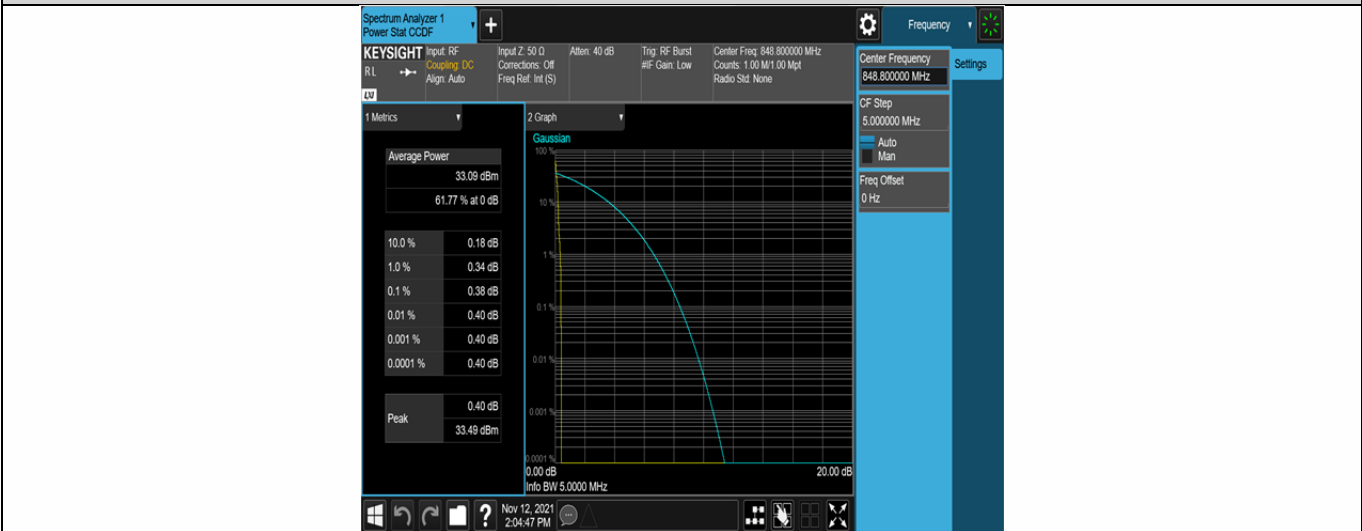 Spectrum Analyzer 1
Power Stat CCDF
+
Frequency
KEYSIGHT
RL
LXI
Input: RF
Coupling: DC
Align: Auto
Input Z: 50 Ω
Corrections: Off
Freq Ref: Int (S)
Atten: 40 dB
Trig: RF Burst
#IF Gain: Low
Center Freq: 848.800000 MHz
Counts: 1.00 M/1.00 Mpt
Radio Std: None
Center Frequency
848.800000 MHz
Settings
CF Step
5.000000 MHz
Auto
Man
Freq Offset
0 Hz
1 Metrics
Average Power
33.09 dBm
61.77 % at 0 dB
10.0 % 0.18 dB
1.0 % 0.34 dB
0.1 % 0.38 dB
0.01 % 0.40 dB
0.001 % 0.40 dB
0.0001 % 0.40 dB
Peak
0.40 dB
33.49 dBm
2 Graph
Gaussian
100 %
10 %
1 %
0.1 %
0.01 %
0.001 %
0.0001 %
0.00 dB 20.00 dB
Info BW 5.0000 MHz
?
Nov 12, 2021
2:04:47 PM